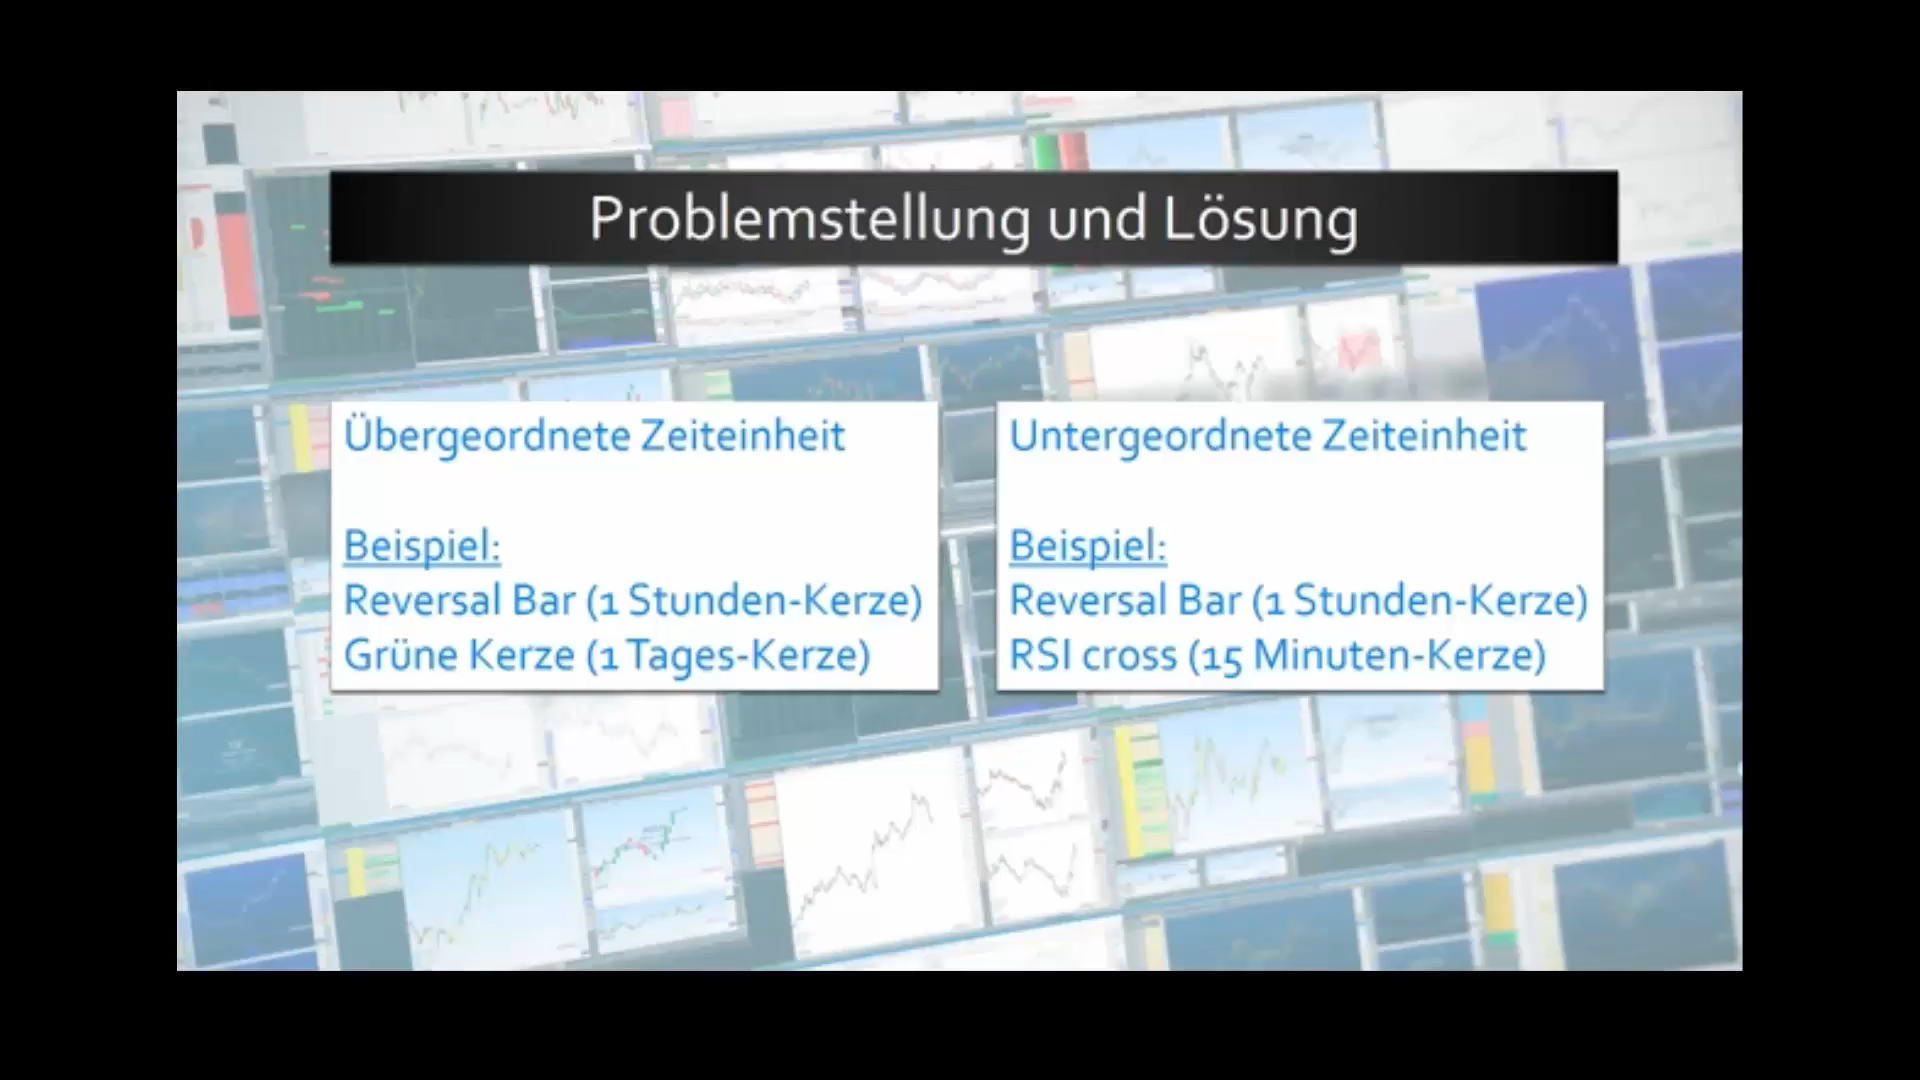 Problemstellung und Lösung
Übergeordnete Zeiteinheit
Beispiel:
Reversal Bar (1 Stunden-Kerze)
Grüne Kerze (1 Tages-Kerze)
Untergeordnete Zeiteinheit
Beispiel:
Reversal Bar (1 Stunden-Kerze)
RSI cross (15 Minuten-Kerze)